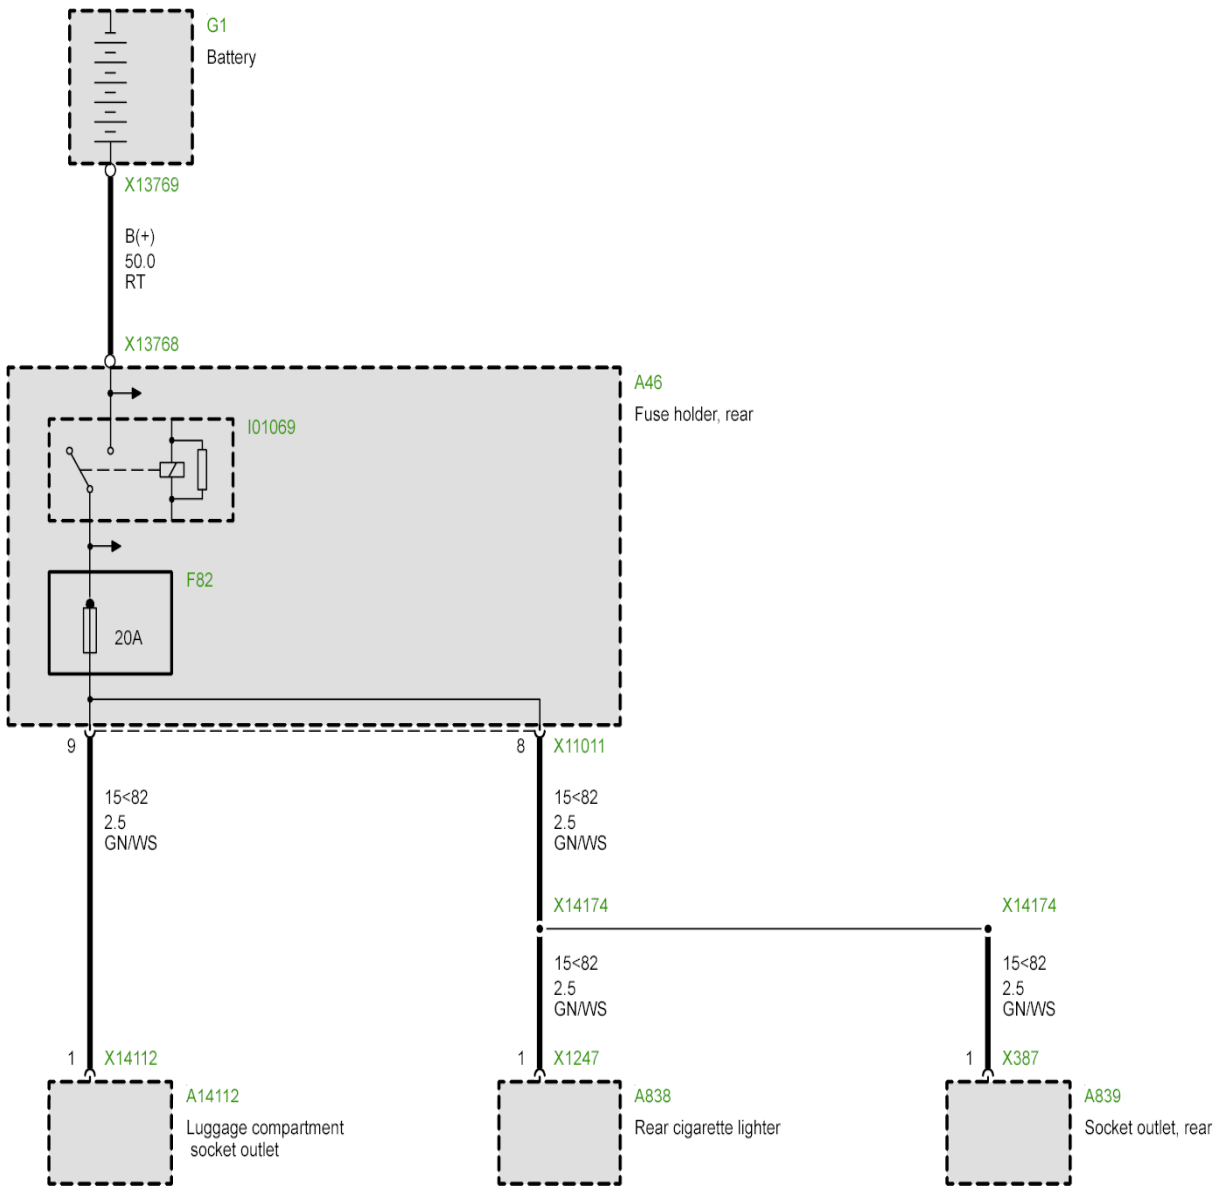 G1
Battery
X13769
B(+)
50.0
RT
X13768
A46
Fuse holder, rear
I01069
F82
20A
9
8
X11011
15<82
2.5
GN/WS
15<82
2.5
GN/WS
X14174
X14174
15<82
2.5
GN/WS
15<82
2.5
GN/WS
1
X14112
1
X1247
1
X387
A14112
Luggage compartment
socket outlet
A838
Rear cigarette lighter
A839
Socket outlet, rear